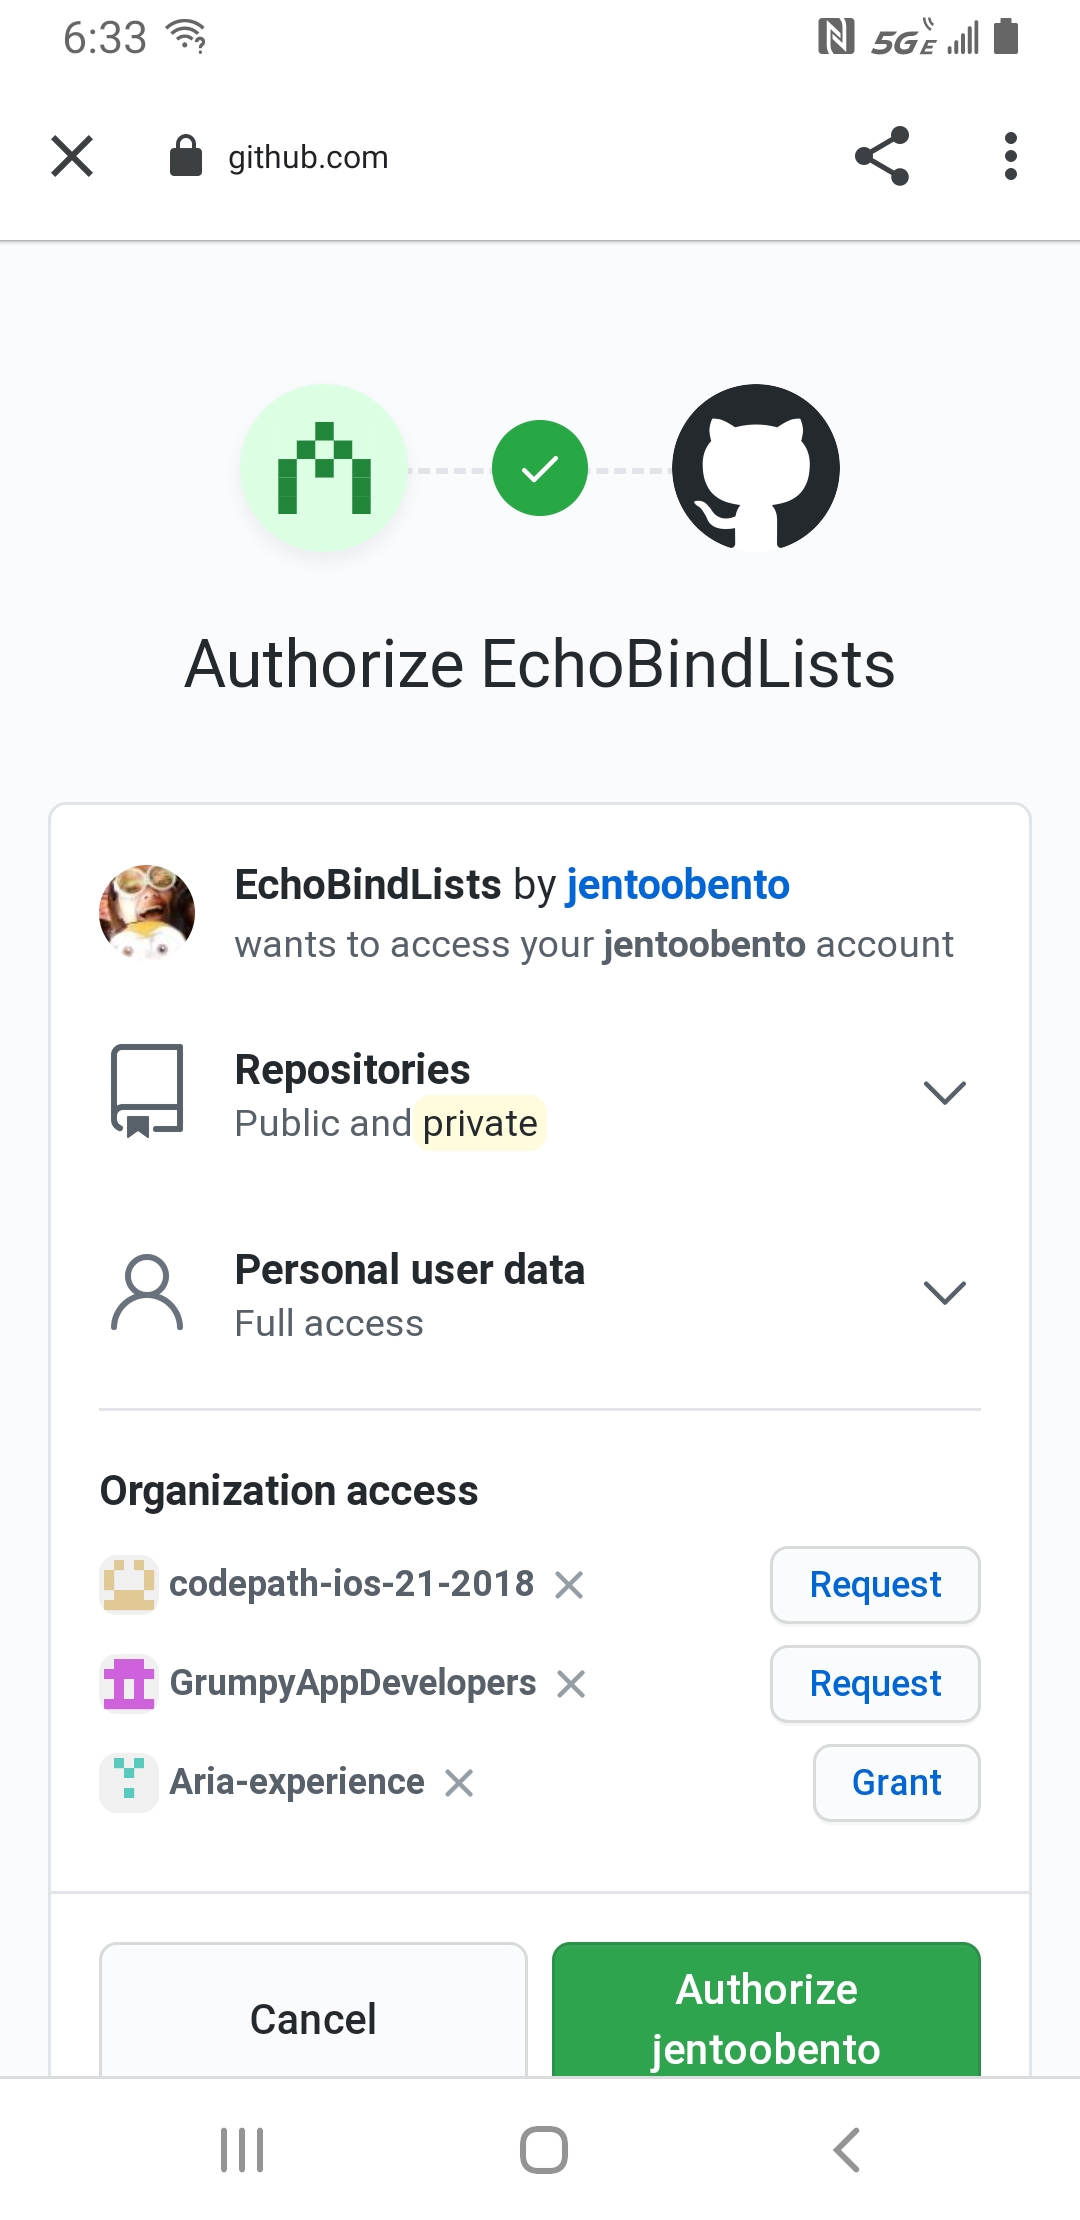 6:33
5G E
github.com
Authorize EchoBindLists
EchoBindLists by jentoobento
wants to access your jentoobento account
Repositories
Public and private
Personal user data
Full access
Organization access
codepath-ios-21-2018
Request
GrumpyAppDevelopers
Request
Aria-experience
Grant
Cancel
Authorize
jentoobento